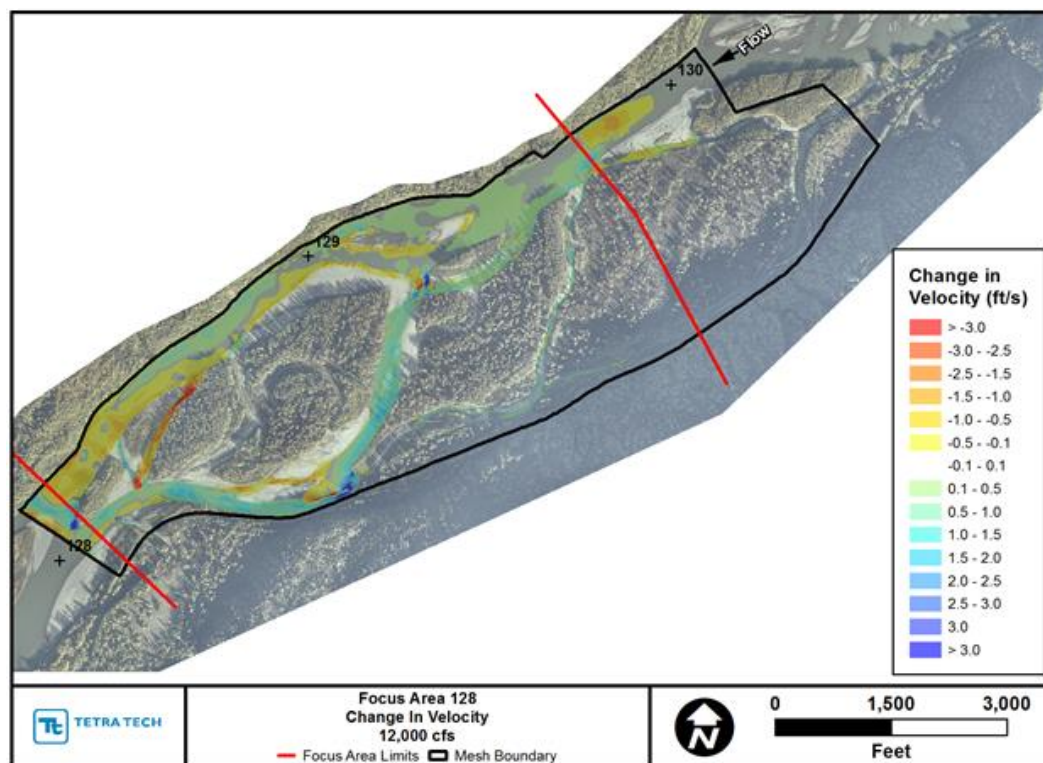 Flow
130
129
128
Change in
Velocity (ft/s)
> -3.0
-3.0 - -2.5
-2.5 - -1.5
-1.5 - -1.0
-1.0 - -0.5
-0.5 - -0.1
-0.1 - 0.1
0.1 - 0.5
0.5 - 1.0
1.0 - 1.5
1.5 - 2.0
2.0 - 2.5
2.5 - 3.0
3.0
> 3.0
Tt TETRA TECH
Focus Area 128
Change In Velocity
12,000 cfs
Focus Area Limits Mesh Boundary
N
0 1,500 3,000
Feet